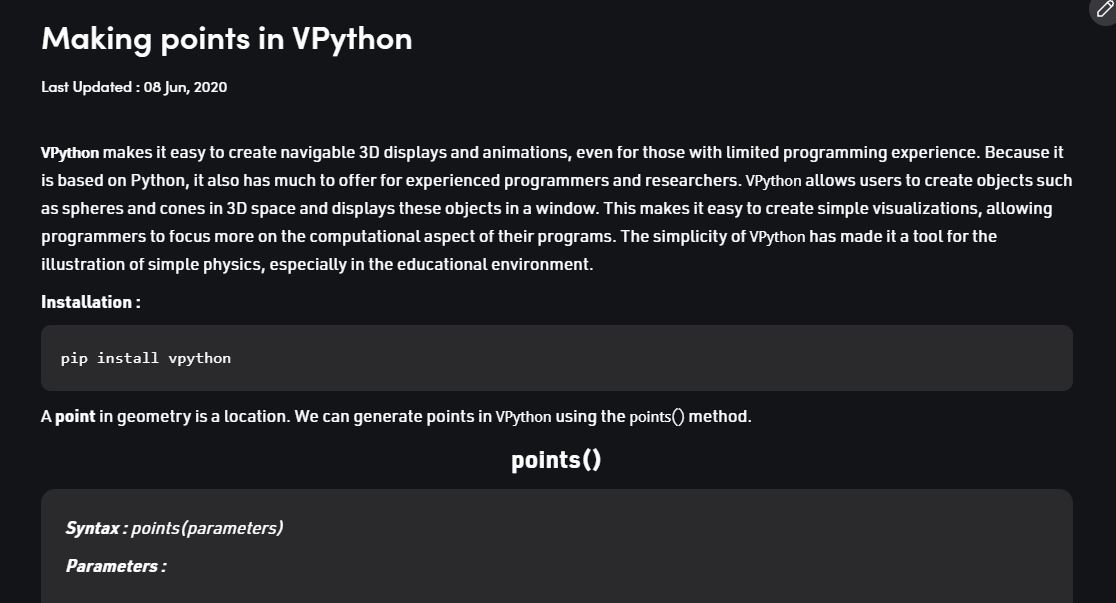 Making points in VPython
Last Updated : 08 Jun, 2020
VPython makes it easy to create navigable 3D displays and animations, even for those with limited programming experience. Because it
is based on Python, it also has much to offer for experienced programmers and researchers. VPython allows users to create objects such
as spheres and cones in 3D space and displays these objects in a window. This makes it easy to create simple visualizations, allowing
programmers to focus more on the computational aspect of their programs. The simplicity of VPython has made it a tool for the
illustration of simple physics, especially in the educational environment.
Installation :
pip install vpython
A point in geometry is a location. We can generate points in VPython using the points() method.
points()
Syntax : points(parameters)
Parameters :